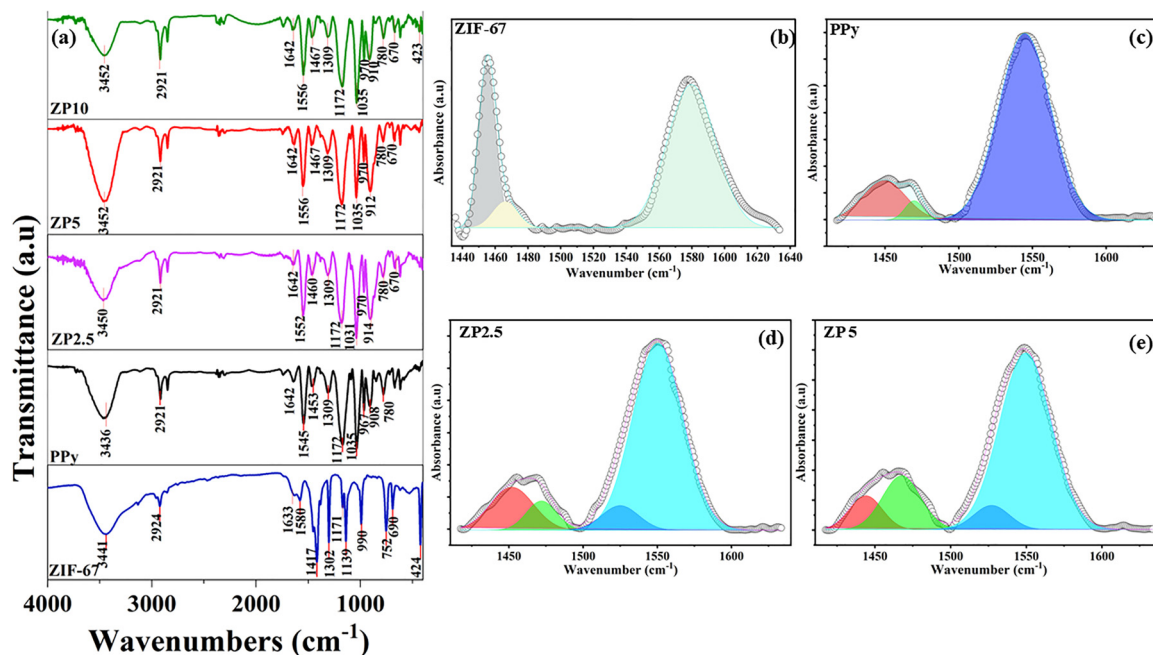 (a)
3452
2921
1642
1556
1467
1309
1172
1035
970
910
780
670
423
ZP10
3452
2921
1642
1556
1467
1309
1172
1035
970
912
780
670
ZP5
3450
2921
1642
1552
1460
1309
1172
1031
970
914
780
670
ZP2.5
3436
2921
1642
1545
1453
1309
1172
1035
967
908
780
PPy
3441
2924
1633
1580
1417
1302
1171
1139
990
752
690
424
ZIF-67
4000 3000 2000 1000
Wavenumbers (cm-1)
Transmittance (a.u)
ZIF-67
(b)
Absorbance (a.u)
1440 1460 1480 1500 1520 1540 1560 1580 1600 1620 1640
Wavenumber (cm-1)
PPy
(c)
Absorbance (a.u)
1450 1500 1550 1600
Wavenumber (cm-1)
ZP2.5
(d)
Absorbance (a.u)
1450 1500 1550 1600
Wavenumber (cm-1)
ZP 5
(e)
Absorbance (a.u)
1450 1500 1550 1600
Wavenumber (cm-1)